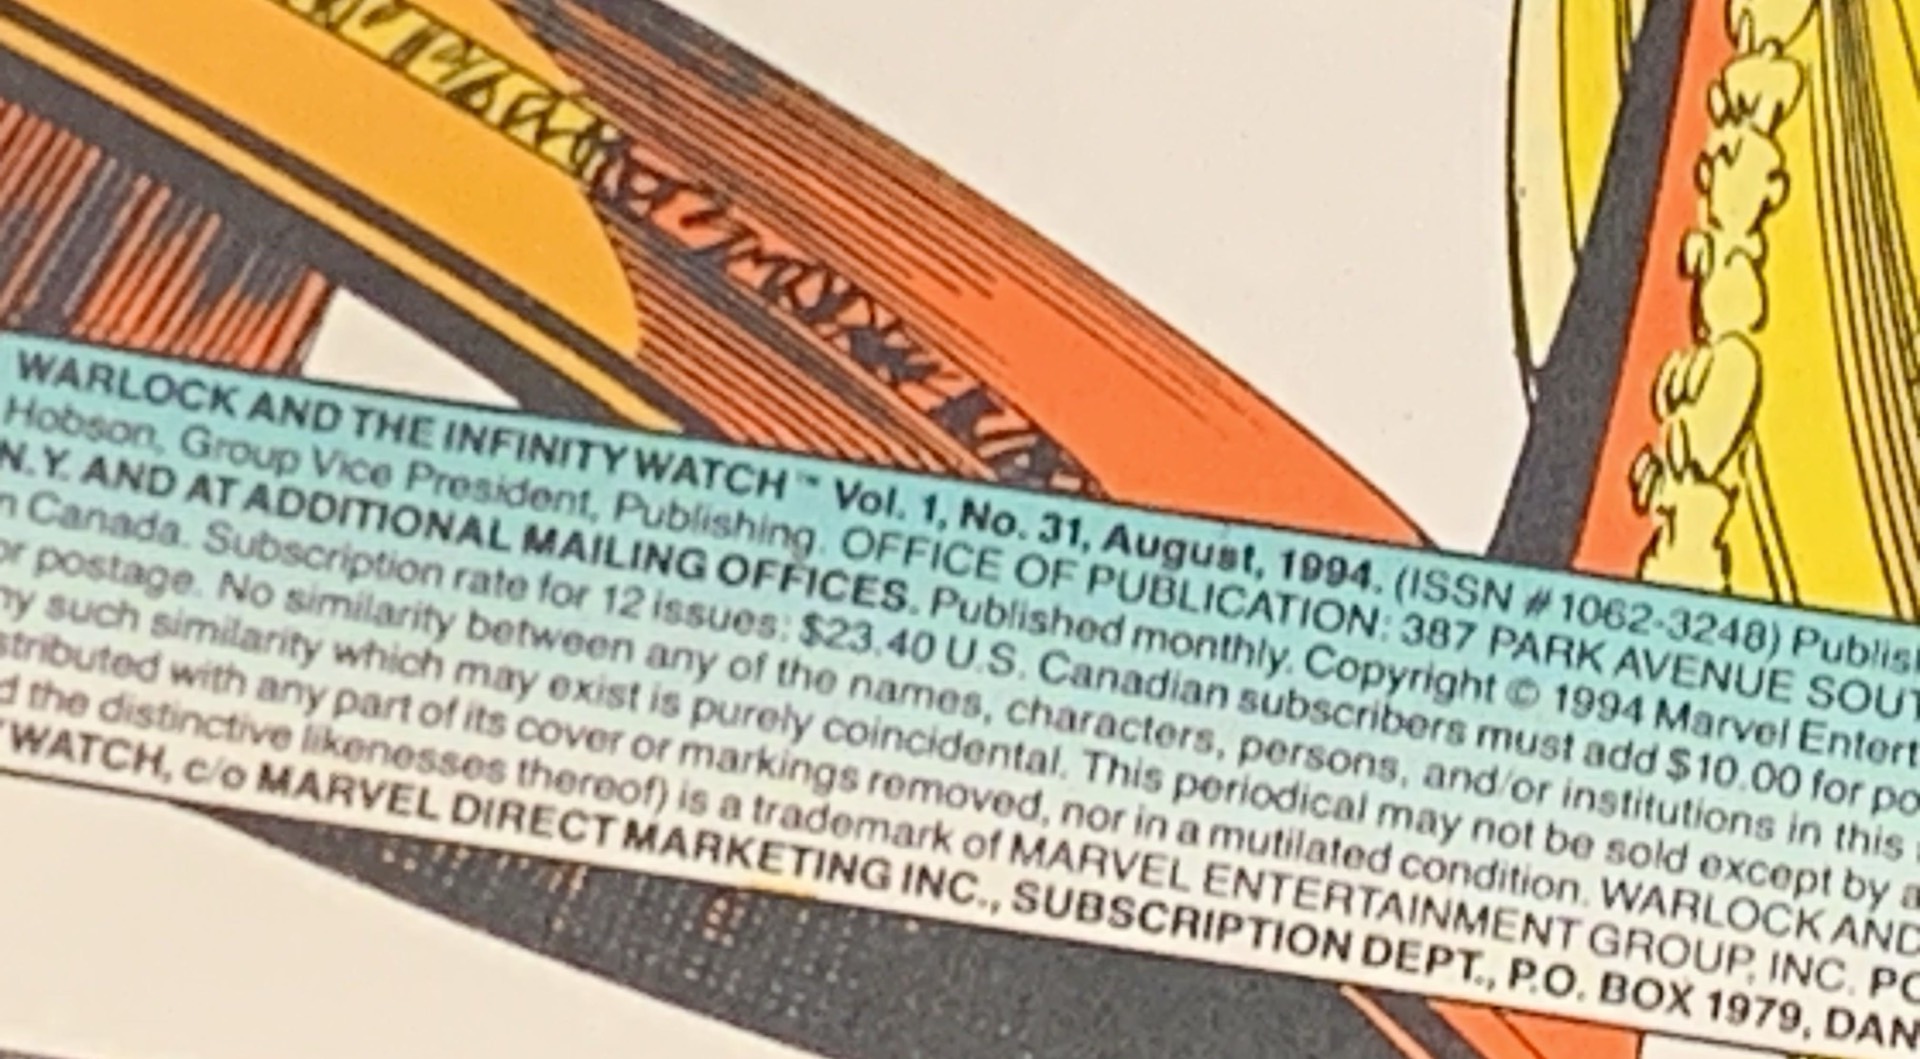 WARLOCK AND THE INFINITY WATCH™ Vol. 1, No. 31, August, 1994. (ISSN #1062-3248) Publis
Hobson, Group Vice President, Publishing. OFFICE OF PUBLICATION: 387 PARK AVENUE SOUT
N.Y. AND AT ADDITIONAL MAILING OFFICES. Published monthly. Copyright © 1994 Marvel Entert
n Canada. Subscription rate for 12 issues: $23.40 U.S. Canadian subscribers must add $10.00 for po
or postage. No similarity between any of the names, characters, persons, and/or institutions in this
ny such similarity which may exist is purely coincidental. This periodical may not be sold except by a
stributed with any part of its cover or markings removed, nor in a mutilated condition. WARLOCK AND
d the distinctive likenesses thereof) is a trademark of MARVEL ENTERTAINMENT GROUP, INC. PO
WATCH, c/o MARVEL DIRECT MARKETING INC., SUBSCRIPTION DEPT., P.O. BOX 1979, DAN